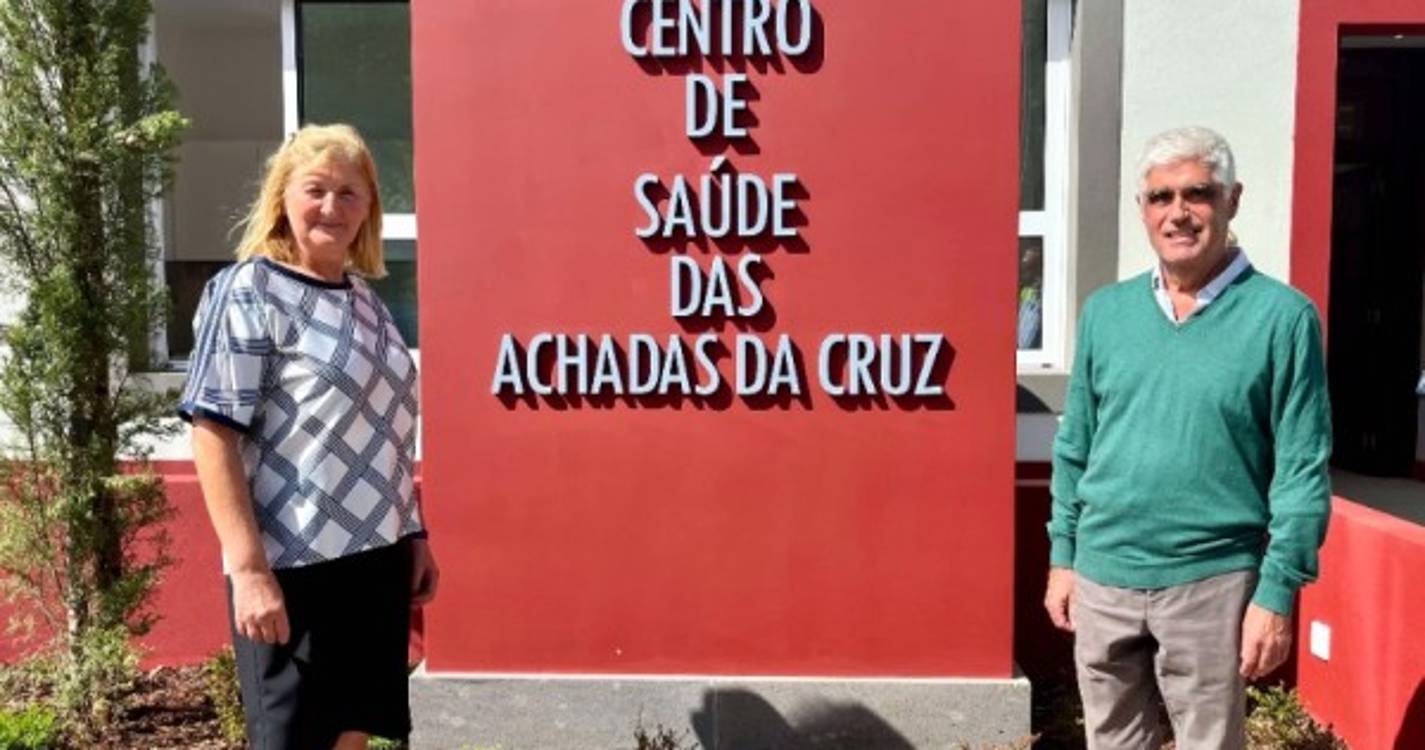 CENTRO
DE
SAÚDE
DAS
ACHADAS DA CRUZ